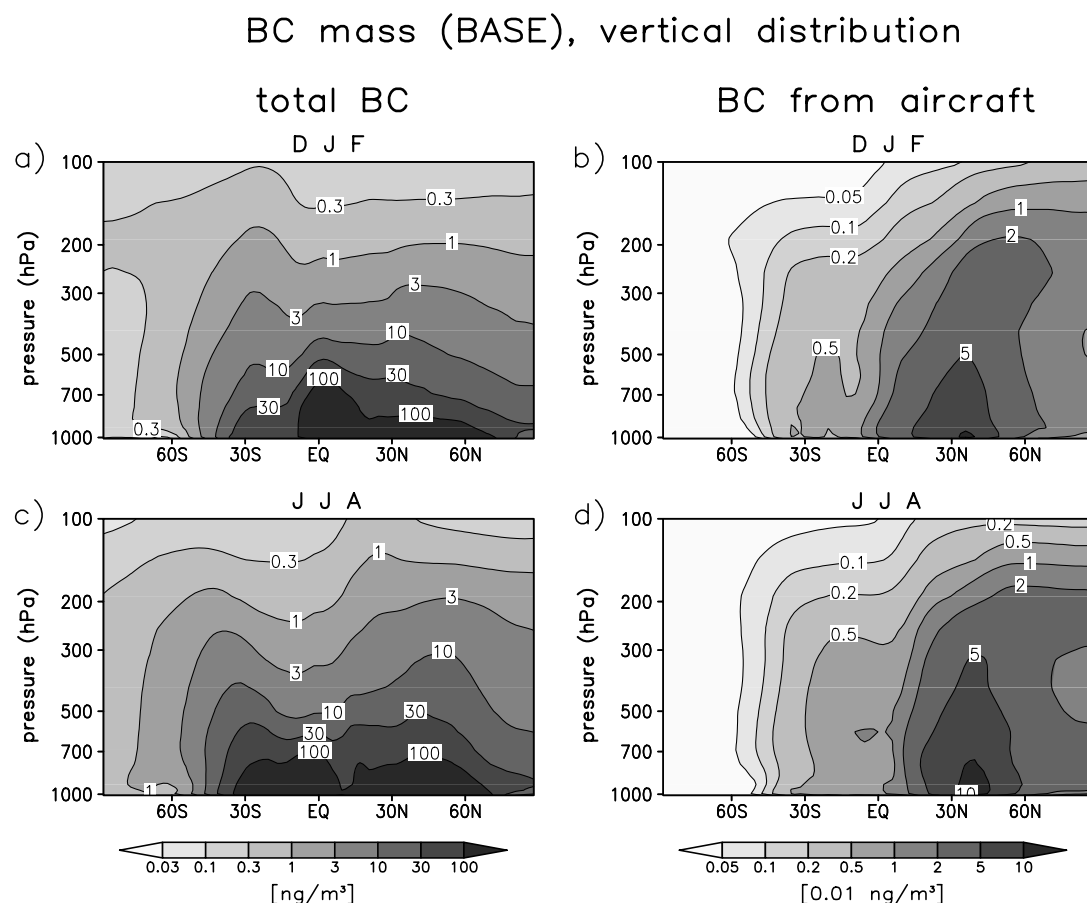 BC mass (BASE), vertical distribution
total BC
BC from aircraft
a)
D J F
100
200
300
500
700
1000
pressure (hPa)
0.3
0.3
1
1
3
3
10
10
100
30
30
100
0.3
60S 30S EQ 30N 60N
b)
D J F
100
200
300
500
700
1000
pressure (hPa)
0.05
0.1
0.2
1
2
0.5
5
60S 30S EQ 30N 60N
c)
J J A
100
200
300
500
700
1000
pressure (hPa)
0.3
1
1
3
3
10
10
30
30
100
100
1
60S 30S EQ 30N 60N
d)
J J A
100
200
300
500
700
1000
pressure (hPa)
0.2
0.5
0.1
1
0.2
2
0.5
5
10
60S 30S EQ 30N 60N
0.03 0.1 0.3 1 3 10 30 100
[ng/m³]
0.05 0.1 0.2 0.5 1 2 5 10
[0.01 ng/m³]